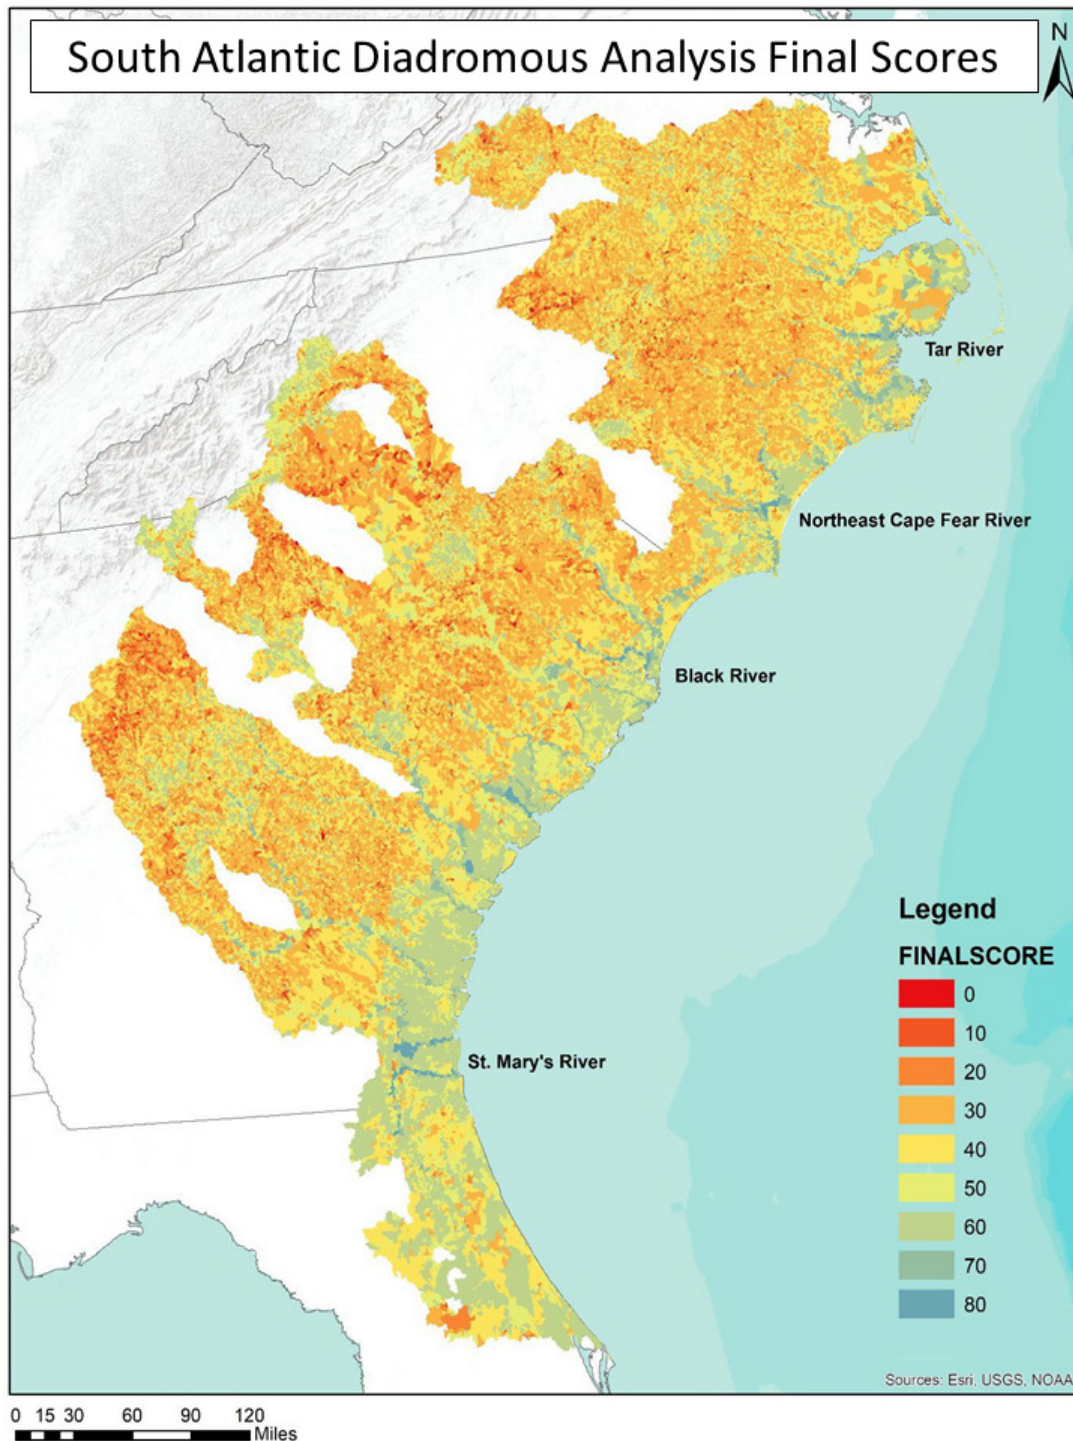 South Atlantic Diadromous Analysis Final Scores
N
Tar River
Northeast Cape Fear River
Black River
St. Mary's River
Legend
FINALSCORE
0
10
20
30
40
50
60
70
80
Sources: Esri, USGS, NOAA
0 15 30 60 90 120
Miles